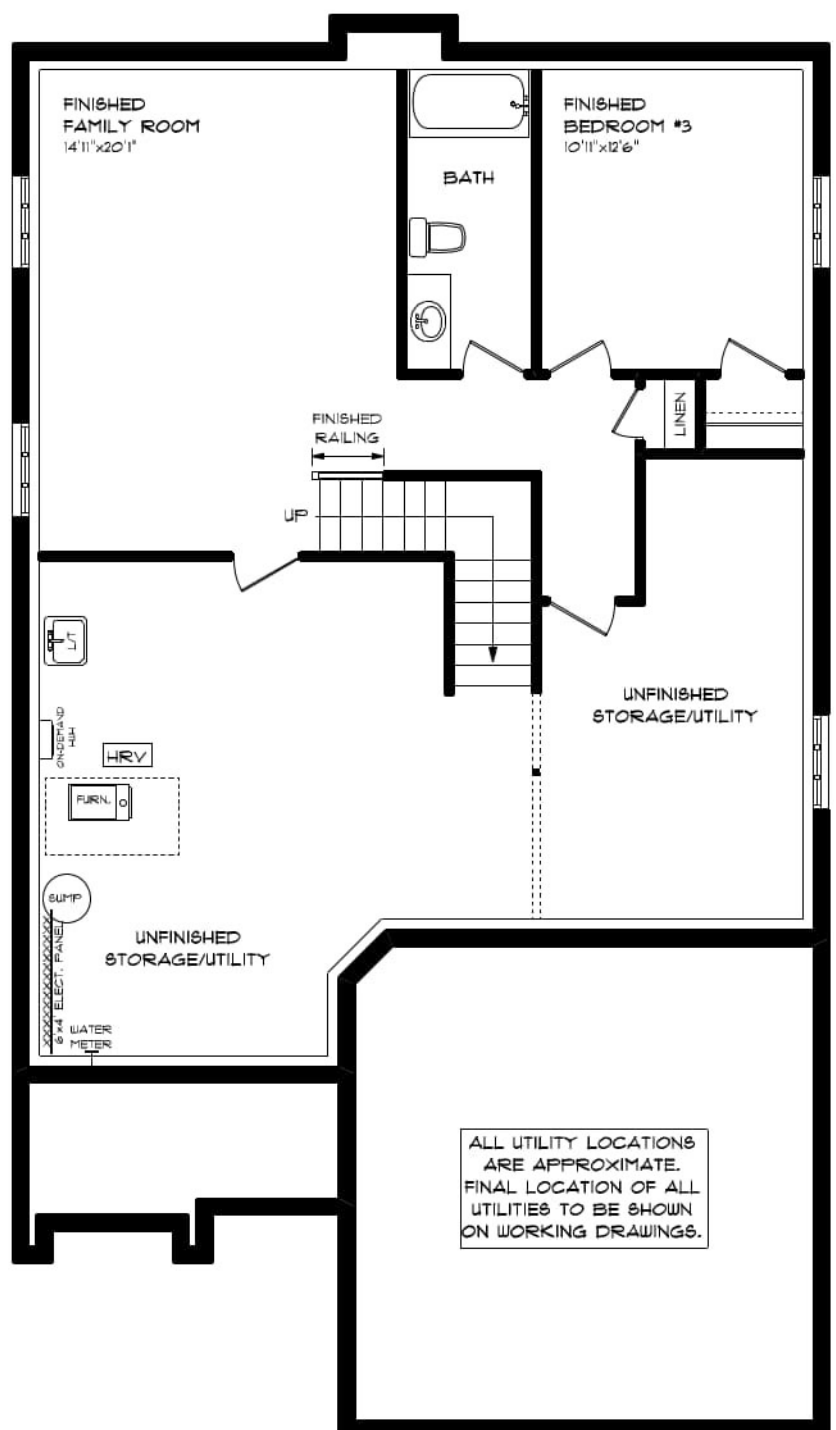 FINISHED
FAMILY ROOM
14'11"x20'1"
BATH
FINISHED
BEDROOM #3
10'11"x12'6"
LINEN
FINISHED
RAILING
UP
L/T
ON-DEMAND
HRV
FURN.
UNFINISHED
STORAGE/UTILITY
SUMP
6'x4' ELECT. PANEL
UNFINISHED
STORAGE/UTILITY
WATER
METER
ALL UTILITY LOCATIONS
ARE APPROXIMATE.
FINAL LOCATION OF ALL
UTILITIES TO BE SHOWN
ON WORKING DRAWINGS.